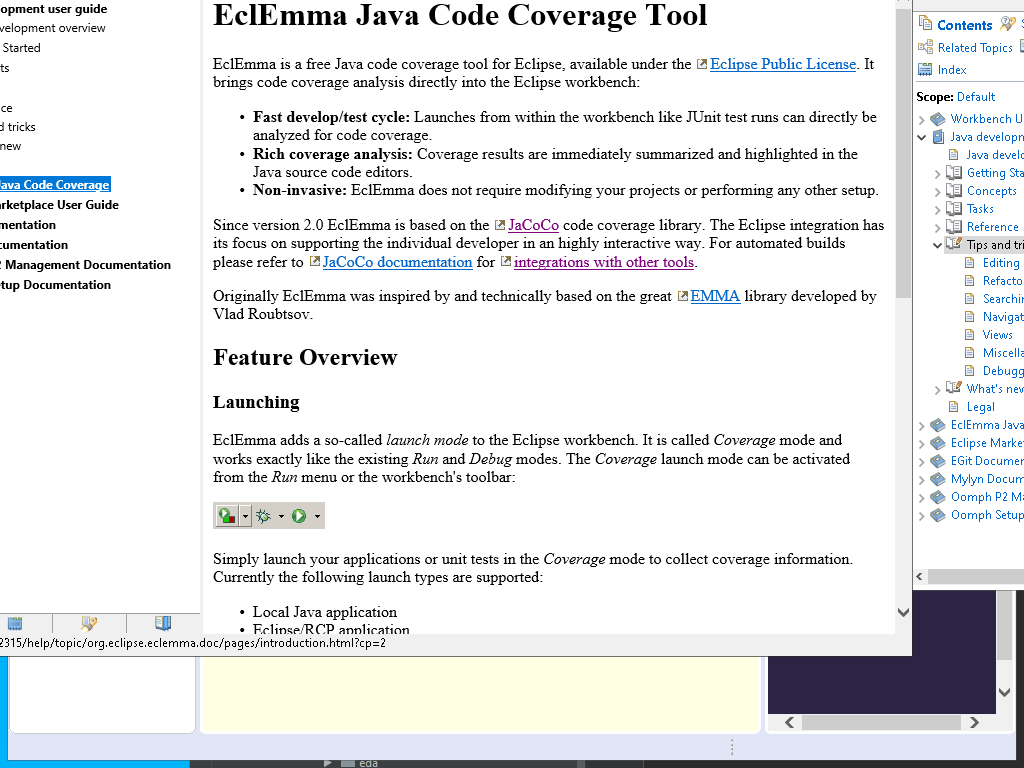 lopment user guide
velopment overview
Started
ts
ce
d tricks
new
Java Code Coverage
arketplace User Guide
mentation
cumentation
2 Management Documentation
etup Documentation
EclEmma Java Code Coverage Tool
EclEmma is a free Java code coverage tool for Eclipse, available under the Eclipse Public License. It
brings code coverage analysis directly into the Eclipse workbench:
• Fast develop/test cycle: Launches from within the workbench like JUnit test runs can directly be
analyzed for code coverage.
• Rich coverage analysis: Coverage results are immediately summarized and highlighted in the
Java source code editors.
• Non-invasive: EclEmma does not require modifying your projects or performing any other setup.
Since version 2.0 EclEmma is based on the JaCoCo code coverage library. The Eclipse integration has
its focus on supporting the individual developer in an highly interactive way. For automated builds
please refer to JaCoCo documentation for integrations with other tools.
Originally EclEmma was inspired by and technically based on the great EMMA library developed by
Vlad Roubtsov.
Feature Overview
Launching
EclEmma adds a so-called launch mode to the Eclipse workbench. It is called Coverage mode and
works exactly like the existing Run and Debug modes. The Coverage launch mode can be activated
from the Run menu or the workbench's toolbar:
Simply launch your applications or unit tests in the Coverage mode to collect coverage information.
Currently the following launch types are supported:
• Local Java application
• Eclipse/RCP application
2315/help/topic/org.eclipse.eclemma.doc/pages/introduction.html?cp=2
Contents
Related Topics
Index
Scope: Default
Workbench U
Java developm
Java develo
Getting Sta
Concepts
Tasks
Reference
Tips and tri
Editing
Refacto
Searchin
Navigat
Views
Miscella
Debugg
What's new
Legal
EclEmma Java
Eclipse Marke
EGit Documen
Mylyn Docum
Oomph P2 Ma
Oomph Setup
eda